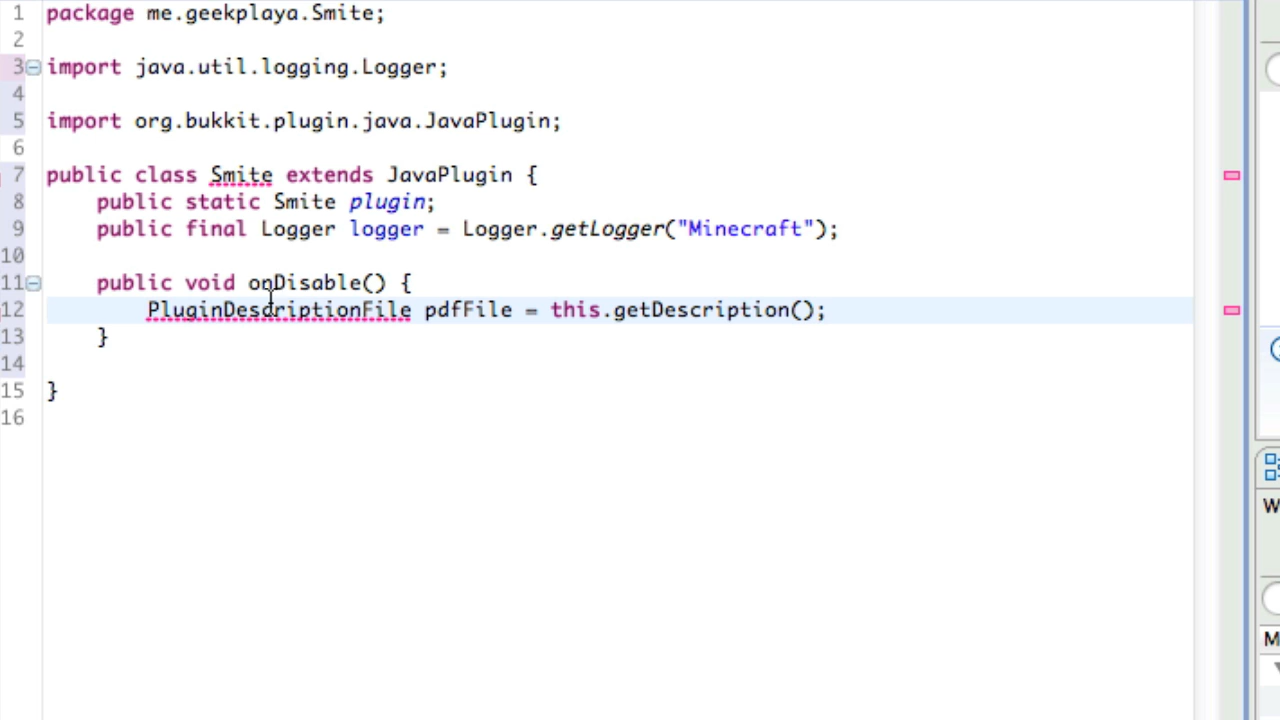 1 package me.geekplaya.Smite;
2
3 import java.util.logging.Logger;
4
5 import org.bukkit.plugin.java.JavaPlugin;
6
7 public class Smite extends JavaPlugin {
8 public static Smite plugin;
9 public final Logger logger = Logger.getLogger("Minecraft");
10
11 public void onDisable() {
12 PluginDescriptionFile pdfFile = this.getDescription();
13 }
14
15 }
16
W
M